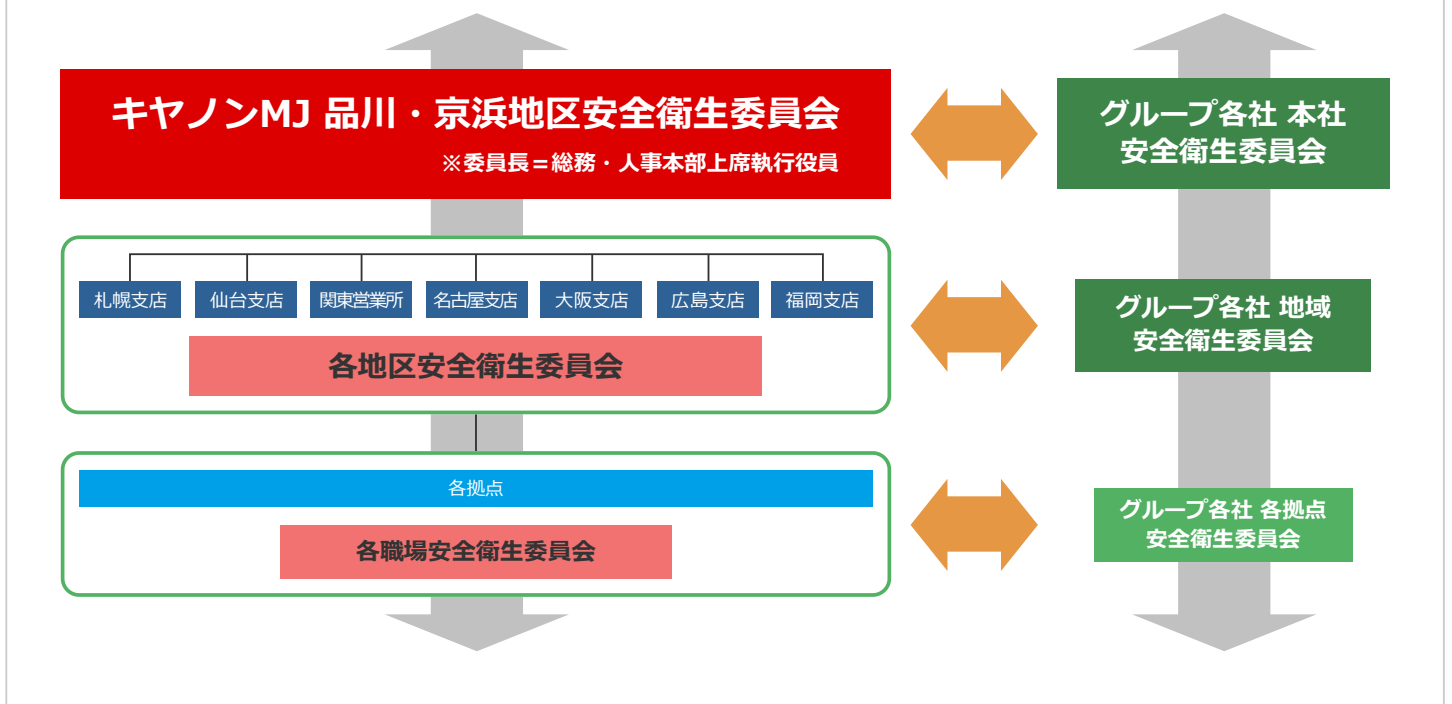 キヤノンMJ 品川・京浜地区安全衛生委員会
※委員長＝総務・人事本部上席執行役員
グループ各社 本社
安全衛生委員会
札幌支店
仙台支店
関東営業所
名古屋支店
大阪支店
広島支店
福岡支店
各地区安全衛生委員会
グループ各社 地域
安全衛生委員会
各拠点
各職場安全衛生委員会
グループ各社 各拠点
安全衛生委員会